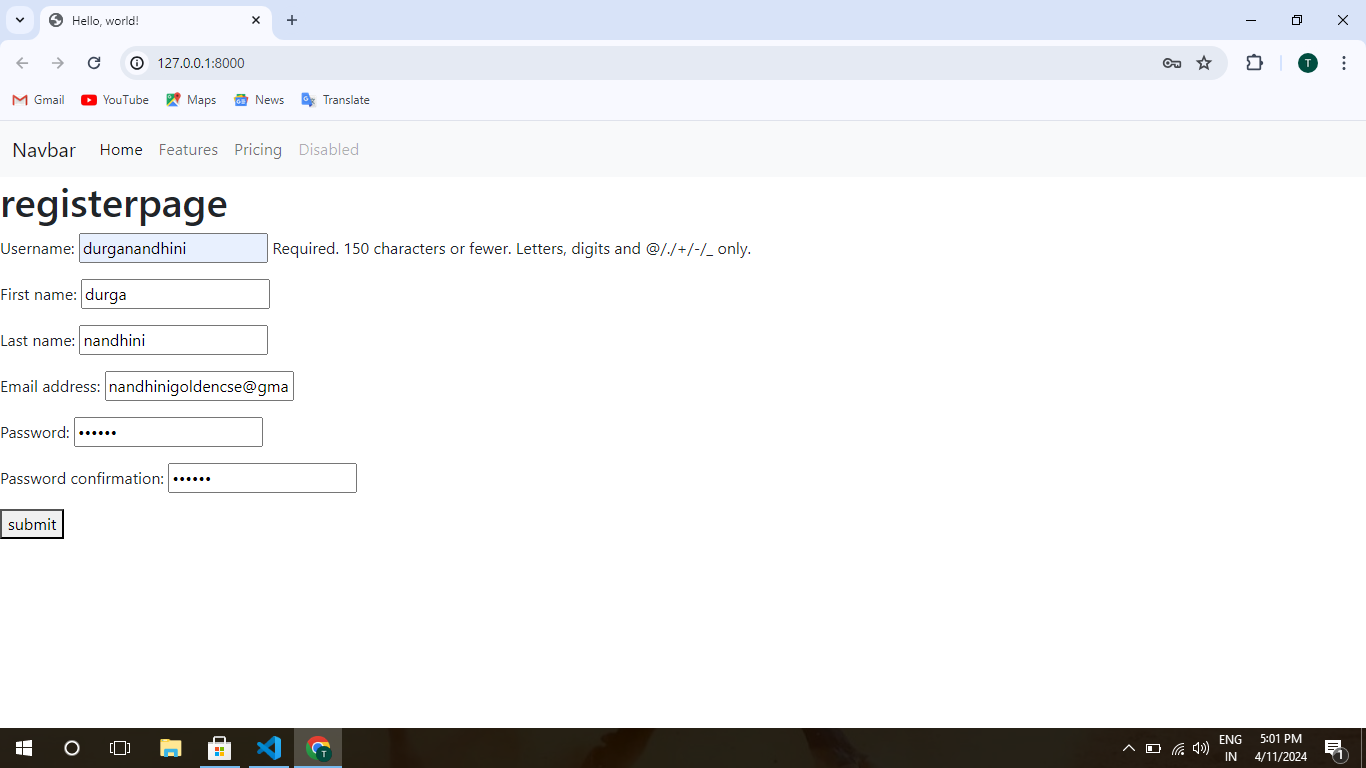 Hello, world!
127.0.0.1:8000
T
Gmail YouTube Maps News Translate
Navbar Home Features Pricing Disabled
registerpage
Username: durganandhini Required. 150 characters or fewer. Letters, digits and @/./+/-/_ only.
First name: durga
Last name: nandhini
Email address: nandhinigoldencse@gma
Password: ••••••
Password confirmation: ••••••
submit
T
ENG
IN
5:01 PM
4/11/2024
1